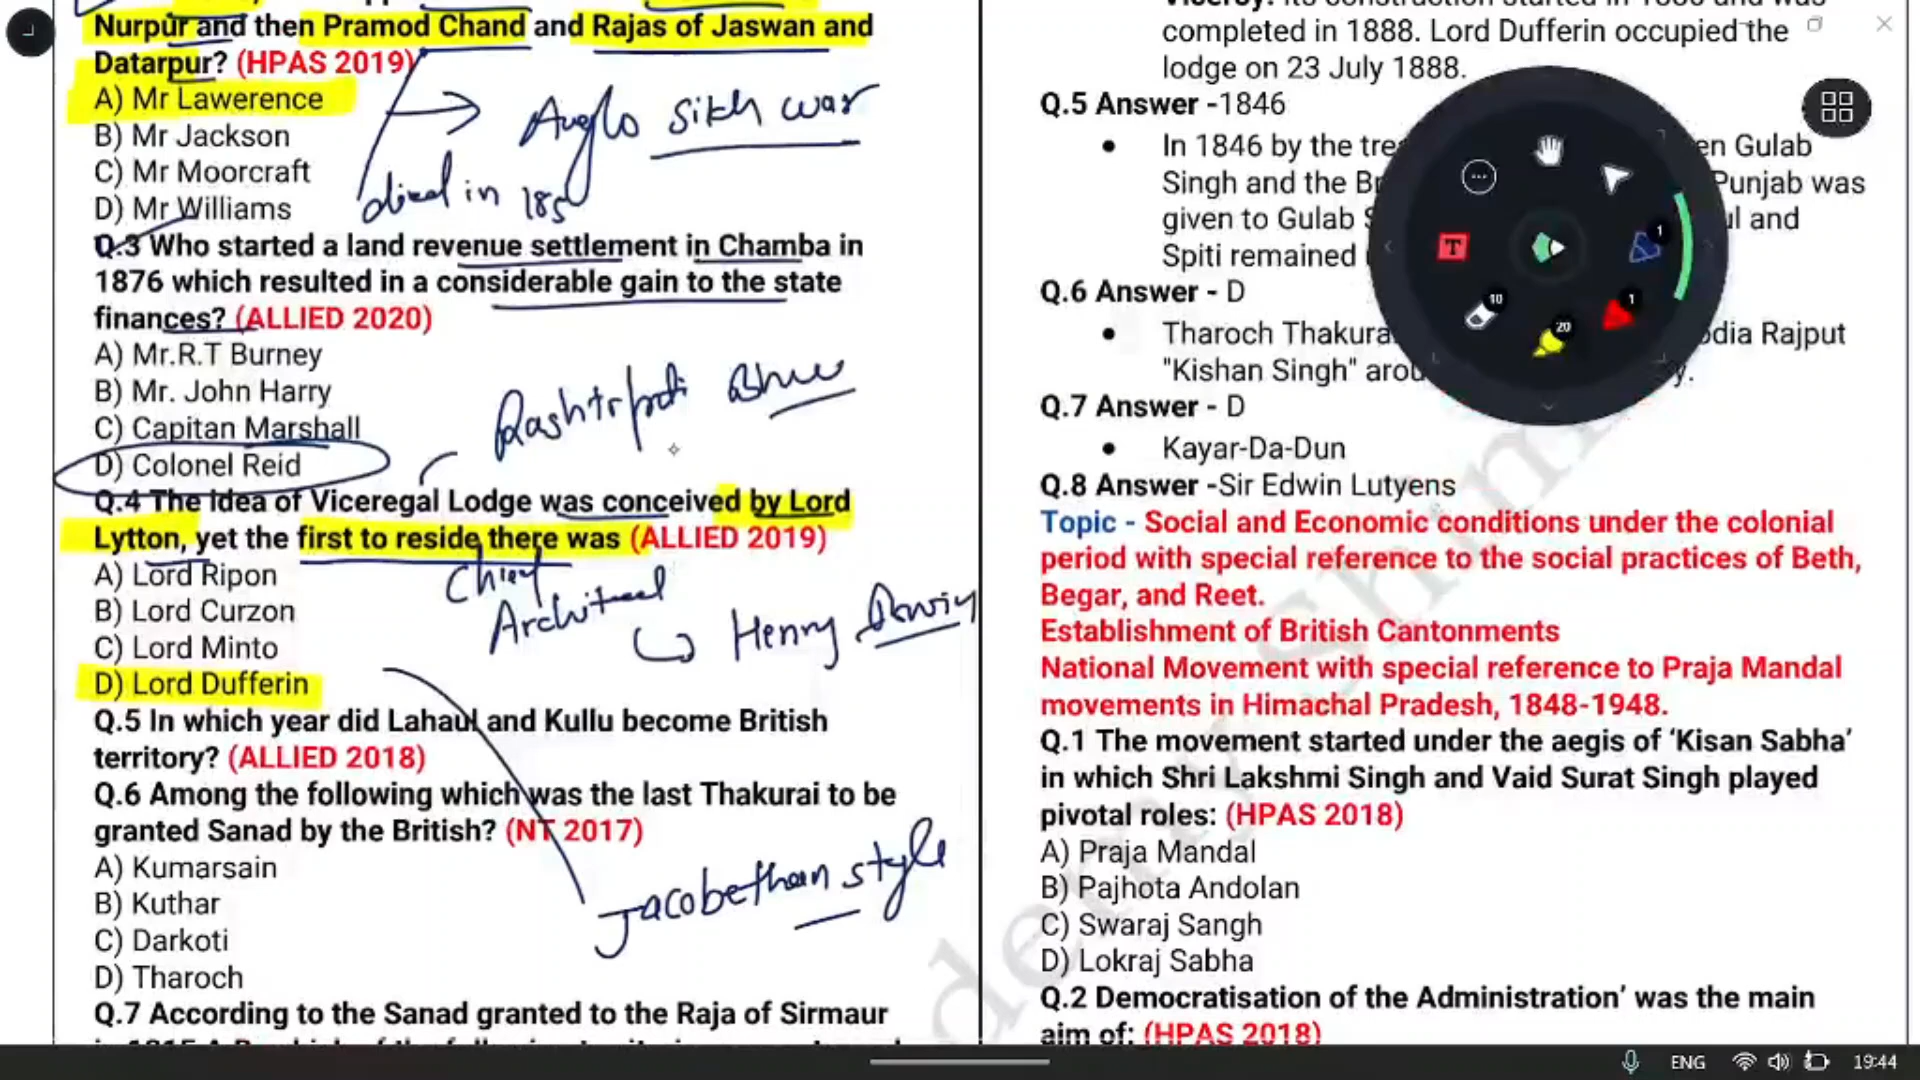 Nurpur and then Pramod Chand and Rajas of Jaswan and
Datarpur? (HPAS 2019)
A) Mr Lawerence
B) Mr Jackson
C) Mr Moorcraft
D) Mr Williams
Anglo sikh war
died in 185
Q.3 Who started a land revenue settlement in Chamba in
1876 which resulted in a considerable gain to the state
finances? (ALLIED 2020)
A) Mr.R.T Burney
B) Mr. John Harry
C) Capitan Marshall
D) Colonel Reid
Rashtrpati
Q.4 The Idea of Viceregal Lodge was conceived by Lord
Lytton, yet the first to reside there was (ALLIED 2019)
A) Lord Ripon
B) Lord Curzon
C) Lord Minto
D) Lord Dufferin
Chief
Henry
Q.5 In which year did Lahaul and Kullu become British
territory? (ALLIED 2018)
Q.6 Among the following which was the last Thakurai to be
granted Sanad by the British? (NT 2017)
A) Kumarsain
B) Kuthar
C) Darkoti
D) Tharoch
Jacobethan style
Q.7 According to the Sanad granted to the Raja of Sirmaur
completed in 1888. Lord Dufferin occupied the
lodge on 23 July 1888.
Q.5 Answer -1846
• In 1846 by the en Gulab
Singh and the Punjab was
given to Gulab and
Spiti remained
Q.6 Answer - D
• Tharoch Rajput
"Kishan Singh"
Q.7 Answer - D
• Kayar-Da-Dun
Q.8 Answer -Sir Edwin Lutyens
Topic - Social and Economic conditions under the colonial
period with special reference to the social practices of Beth,
Begar, and Reet.
Establishment of British Cantonments
National Movement with special reference to Praja Mandal
movements in Himachal Pradesh, 1848-1948.
Q.1 The movement started under the aegis of ‘Kisan Sabha’
in which Shri Lakshmi Singh and Vaid Surat Singh played
pivotal roles: (HPAS 2018)
A) Praja Mandal
B) Pajhota Andolan
C) Swaraj Sangh
D) Lokraj Sabha
Q.2 Democratisation of the Administration’ was the main
aim of: (HPAS 2018)
T
1
10
20
1
ENG
19:44